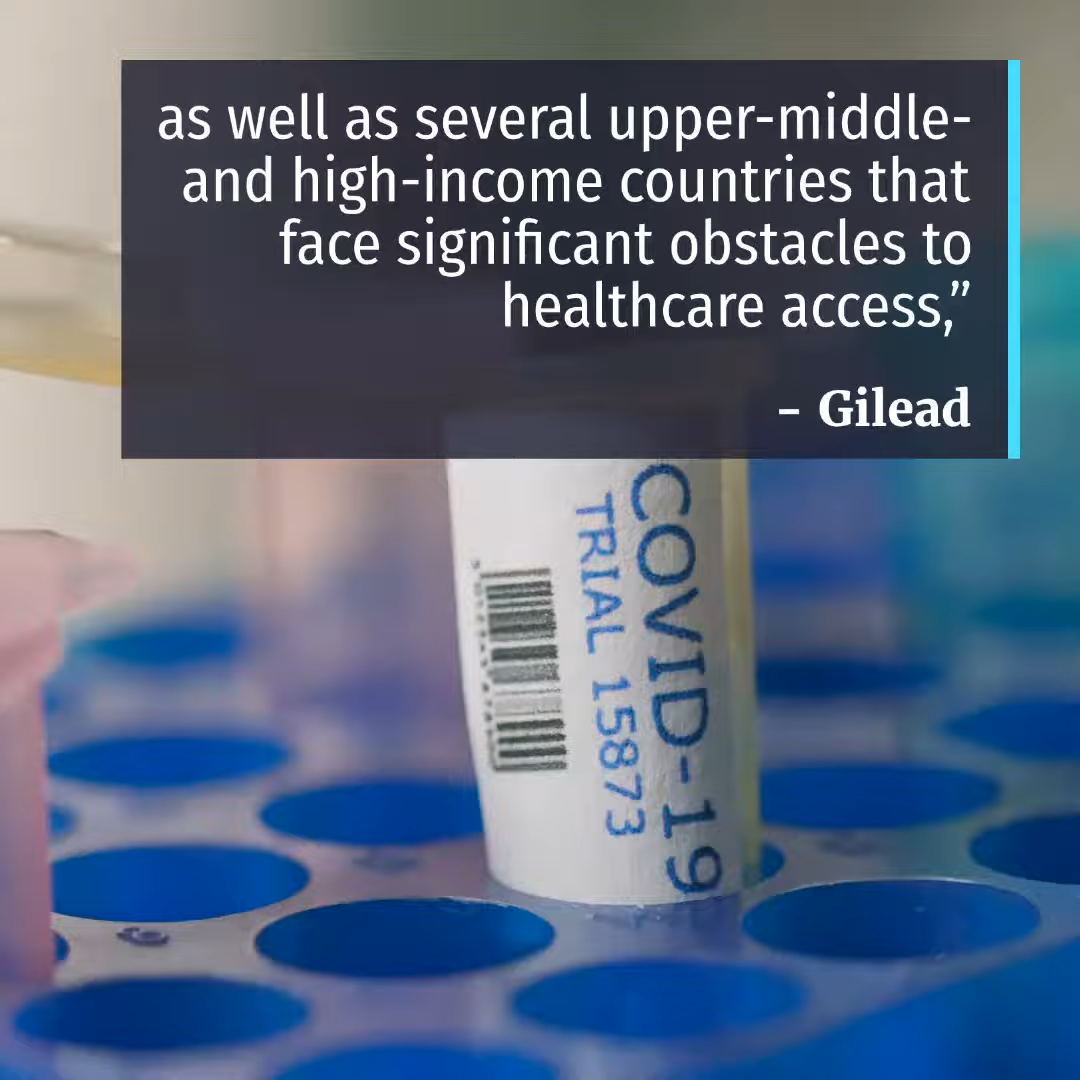 as well as several upper-middle-
and high-income countries that
face significant obstacles to
healthcare access,”
– Gilead
COVID-19
TRIAL 15873